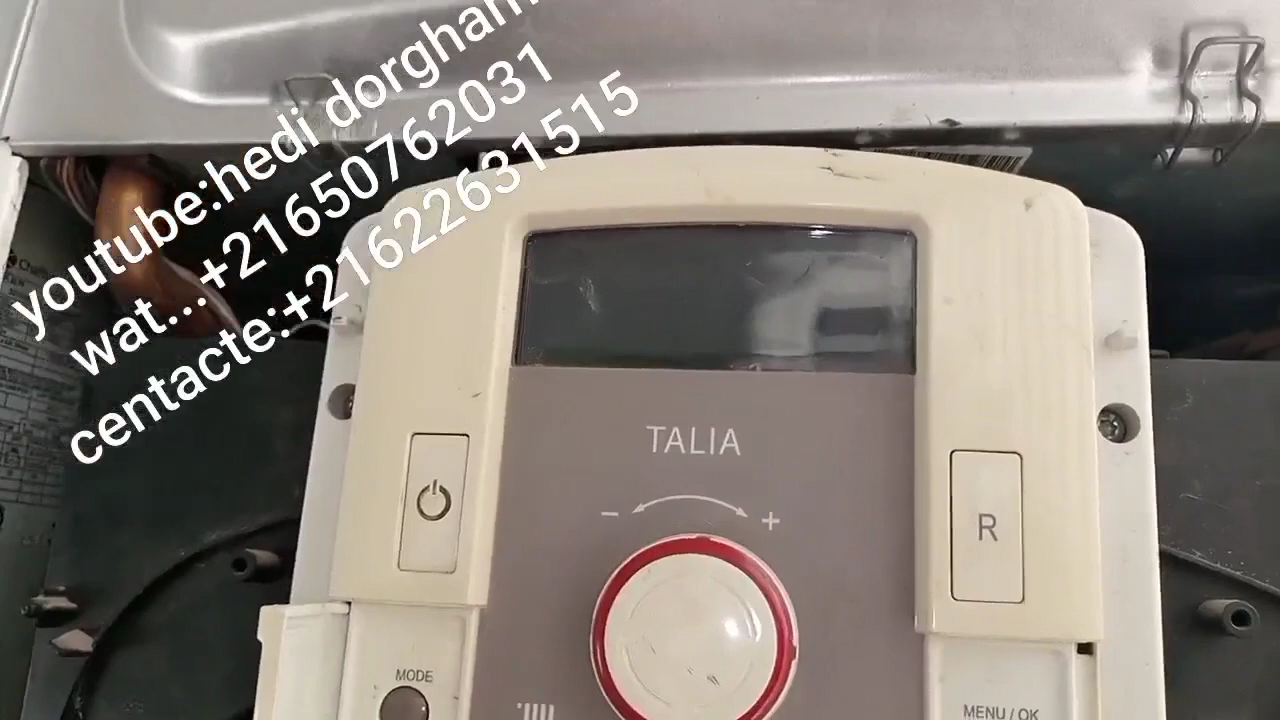 youtube:hedi dorgham
wat...+21650762031
centacte:+21622631515
TALIA
− +
R
MODE
MENU / OK